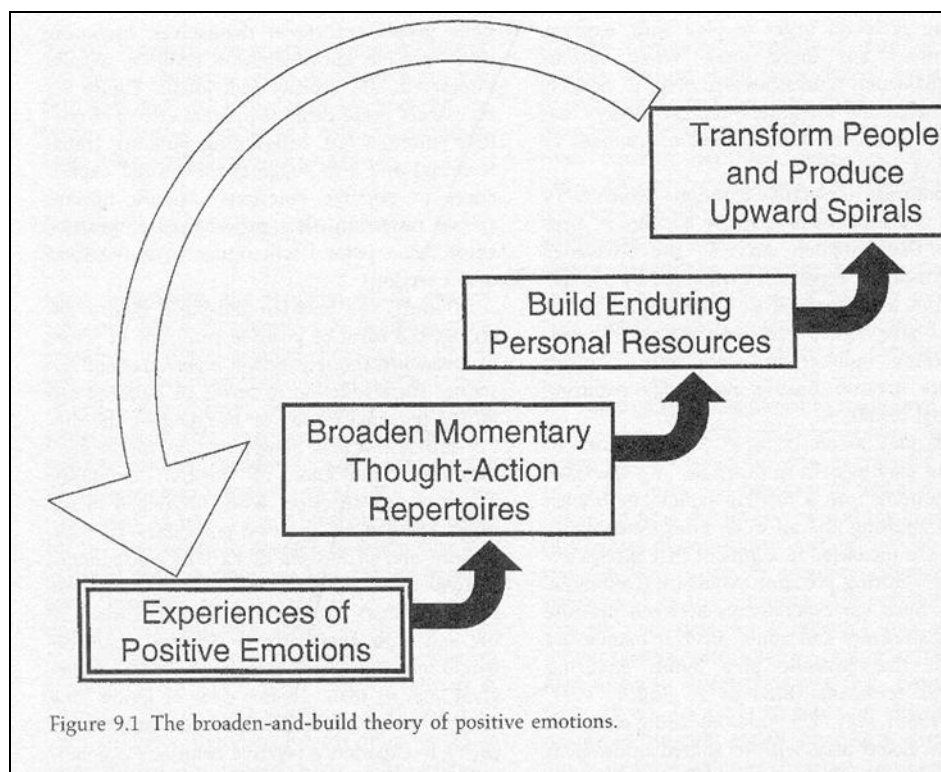 Transform People
and Produce
Upward Spirals
Build Enduring
Personal Resources
Broaden Momentary
Thought-Action
Repertoires
Experiences of
Positive Emotions
Figure 9.1 The broaden-and-build theory of positive emotions.